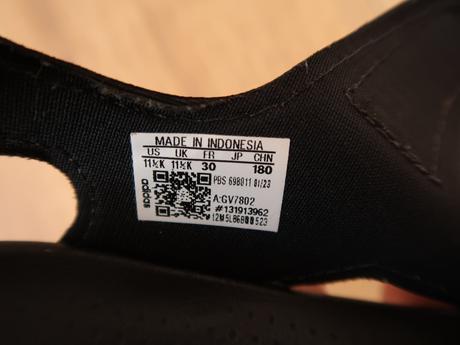 MADE IN INDONESIA
US UK FR JP CHN
11½K 11½K 30 180
PBS 698011 01/23
A:GV7802
#131913962
adidas